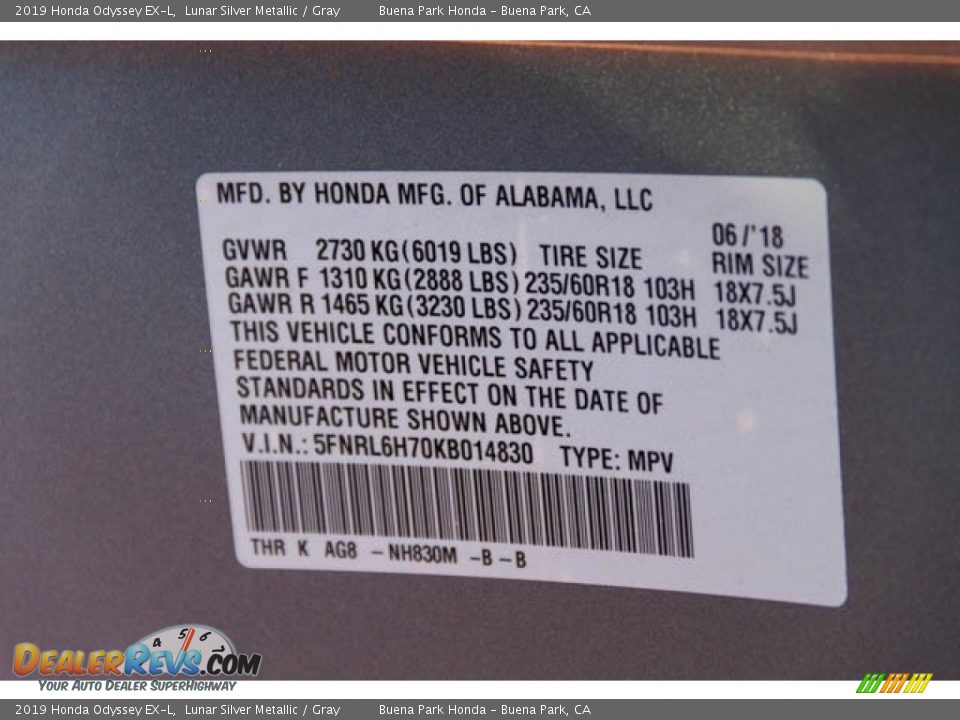 2019 Honda Odyssey EX-L, Lunar Silver Metallic / Gray Buena Park Honda - Buena Park, CA
MFD. BY HONDA MFG. OF ALABAMA, LLC
06/'18
GVWR 2730 KG(6019 LBS) TIRE SIZE RIM SIZE
GAWR F 1310 KG(2888 LBS) 235/60R18 103H 18X7.5J
GAWR R 1465 KG(3230 LBS) 235/60R18 103H 18X7.5J
THIS VEHICLE CONFORMS TO ALL APPLICABLE
FEDERAL MOTOR VEHICLE SAFETY
STANDARDS IN EFFECT ON THE DATE OF
MANUFACTURE SHOWN ABOVE.
V.I.N.: 5FNRL6H70KB014830 TYPE: MPV
THR K AG8 -NH830M -B-B
4 5 6 7
DEALERREVS.COM
YOUR AUTO DEALER SUPERHIGHWAY
2019 Honda Odyssey EX-L, Lunar Silver Metallic / Gray Buena Park Honda - Buena Park, CA